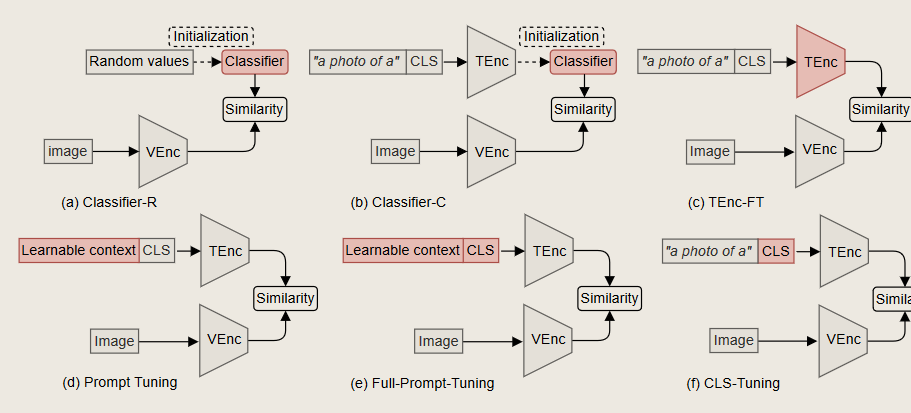 Initialization
Random values
Classifier
Similarity
image
VEnc
(a) Classifier-R
Initialization
"a photo of a"
CLS
TEnc
Classifier
Similarity
Image
VEnc
(b) Classifier-C
"a photo of a"
CLS
TEnc
Similarity
Image
VEnc
(c) TEnc-FT
Learnable context
CLS
TEnc
Similarity
Image
VEnc
(d) Prompt Tuning
Learnable context
CLS
TEnc
Similarity
Image
VEnc
(e) Full-Prompt-Tuning
"a photo of a"
CLS
TEnc
Simila
Image
VEnc
(f) CLS-Tuning